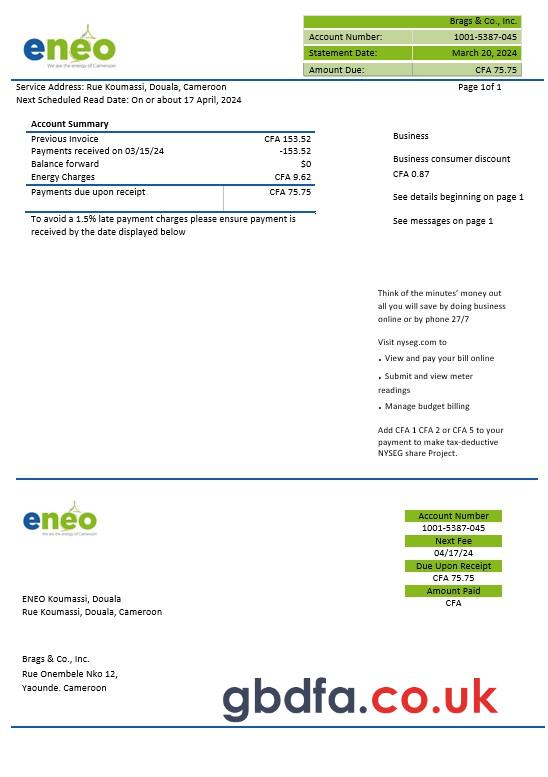 eneo
We are the energy of Cameroon
Brags & Co., Inc.
Account Number: 1001-5387-045
Statement Date: March 20, 2024
Amount Due: CFA 75.75
Service Address: Rue Koumassi, Douala, Cameroon
Page 1of 1
Next Scheduled Read Date: On or about 17 April, 2024
Account Summary
Previous Invoice CFA 153.52
Payments received on 03/15/24 -153.52
Balance forward $0
Energy Charges CFA 9.62
Payments due upon receipt CFA 75.75
To avoid a 1.5% late payment charges please ensure payment is
received by the date displayed below
Business
Business consumer discount
CFA 0.87
See details beginning on page 1
See messages on page 1
Think of the minutes’ money out
all you will save by doing business
online or by phone 27/7
Visit nyseg.com to
. View and pay your bill online
. Submit and view meter
readings
. Manage budget billing
Add CFA 1 CFA 2 or CFA 5 to your
payment to make tax-deductive
NYSEG share Project.
eneo
We are the energy of Cameroon
Account Number
1001-5387-045
Next Fee
04/17/24
Due Upon Receipt
CFA 75.75
Amount Paid
CFA
ENEO Koumassi, Douala
Rue Koumassi, Douala, Cameroon
Brags & Co., Inc.
Rue Onembele Nko 12,
Yaounde. Cameroon
gbdfa.co.uk